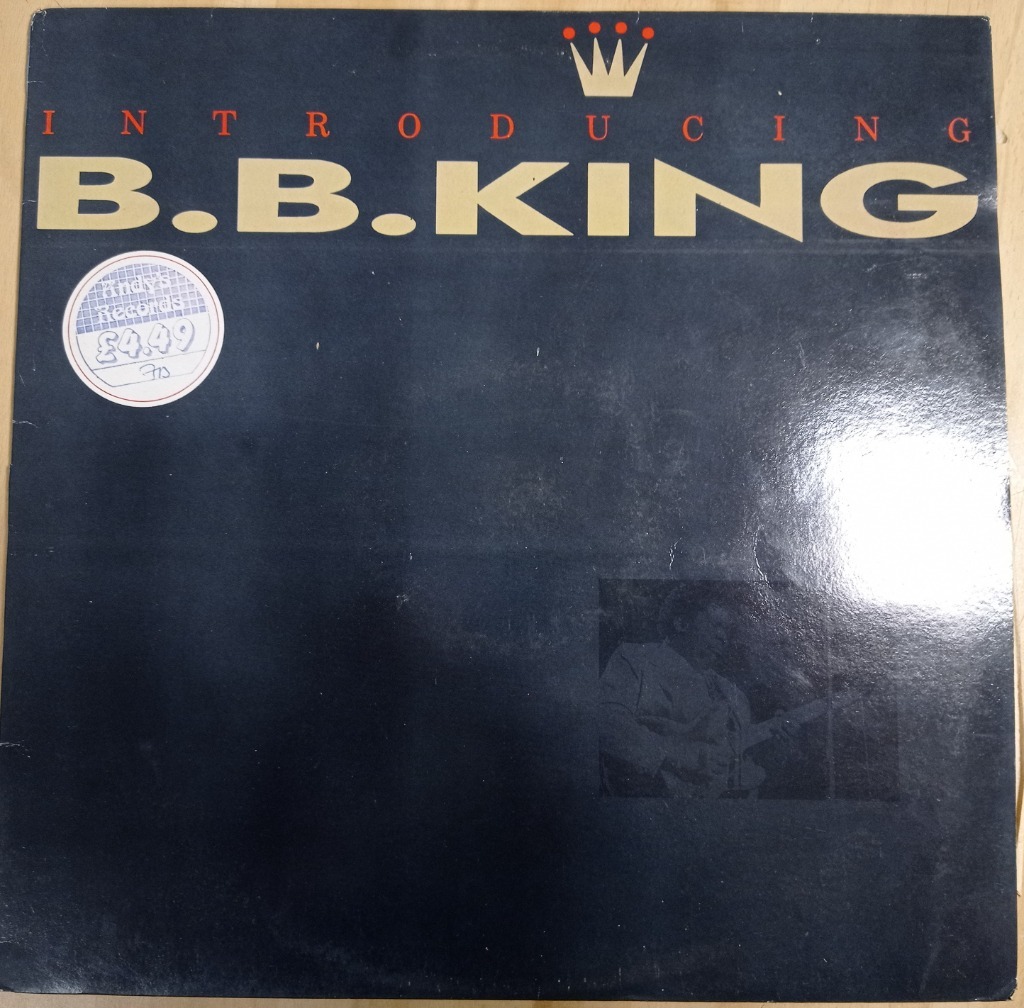 INTRODUCING
B.B.KING
Andy's
Records
£4.49